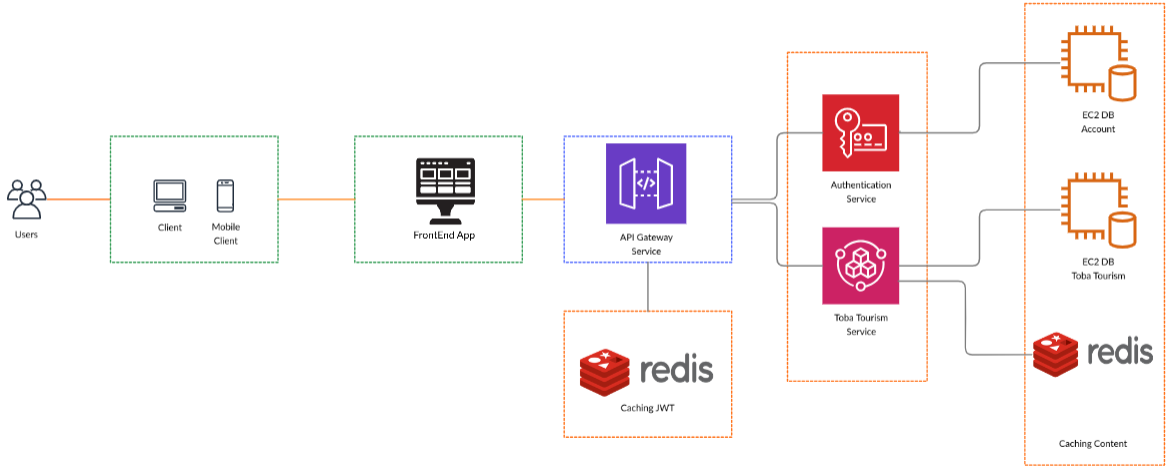 Users
Client
Mobile
Client
FrontEnd App
API Gateway
Service
redis
Caching JWT
Authentication
Service
Toba Tourism
Service
EC2 DB
Account
EC2 DB
Toba Tourism
redis
Caching Content